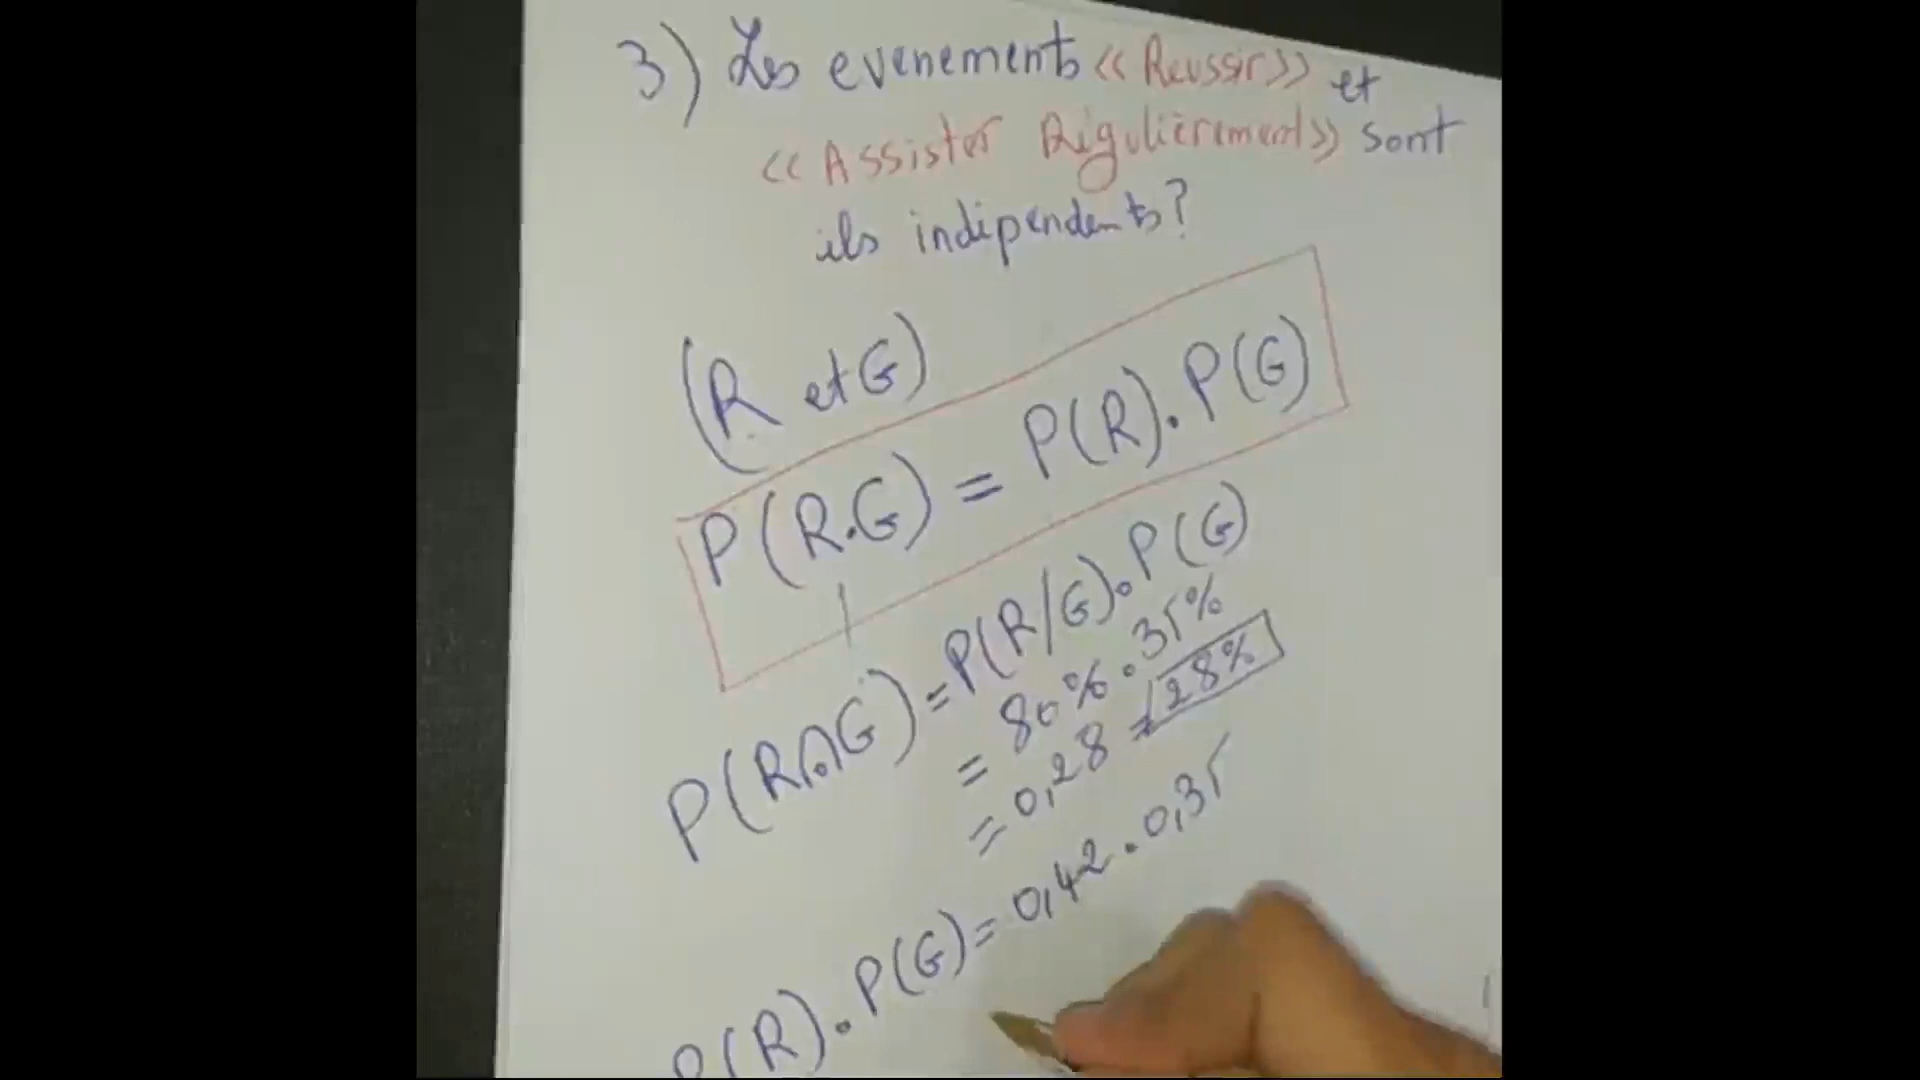 3) Les evenements << Reussir >> et
<< Assister Régulièrement >> sont
ils indipendents ?
(R et G)
P(R.G) = P(R).P(G)
P(R∩G) = P(R/G).P(G)
= 80%.35%
= 0,28 = 28%
P(R).P(G) = 0,42.0,35